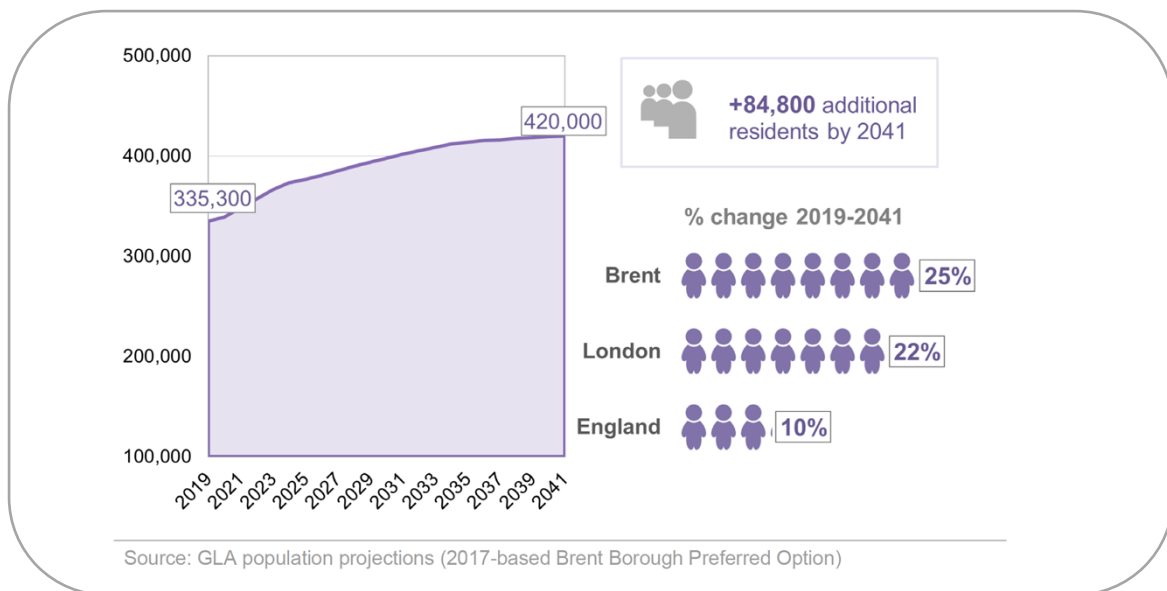 500,000
400,000
300,000
200,000
100,000
335,300
420,000
2019
2021
2023
2025
2027
2029
2031
2033
2035
2037
2039
2041
+84,800 additional
residents by 2041
% change 2019-2041
Brent 25%
London 22%
England 10%
Source: GLA population projections (2017-based Brent Borough Preferred Option)